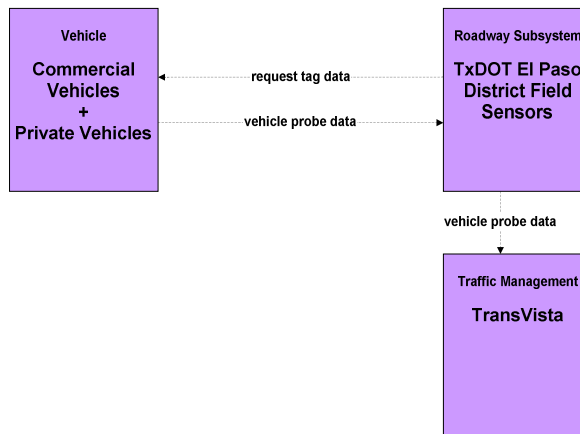 Vehicle
Commercial
Vehicles
+
Private Vehicles
request tag data
vehicle probe data
Roadway Subsystem
TxDOT El Paso
District Field
Sensors
vehicle probe data
Traffic Management
TransVista